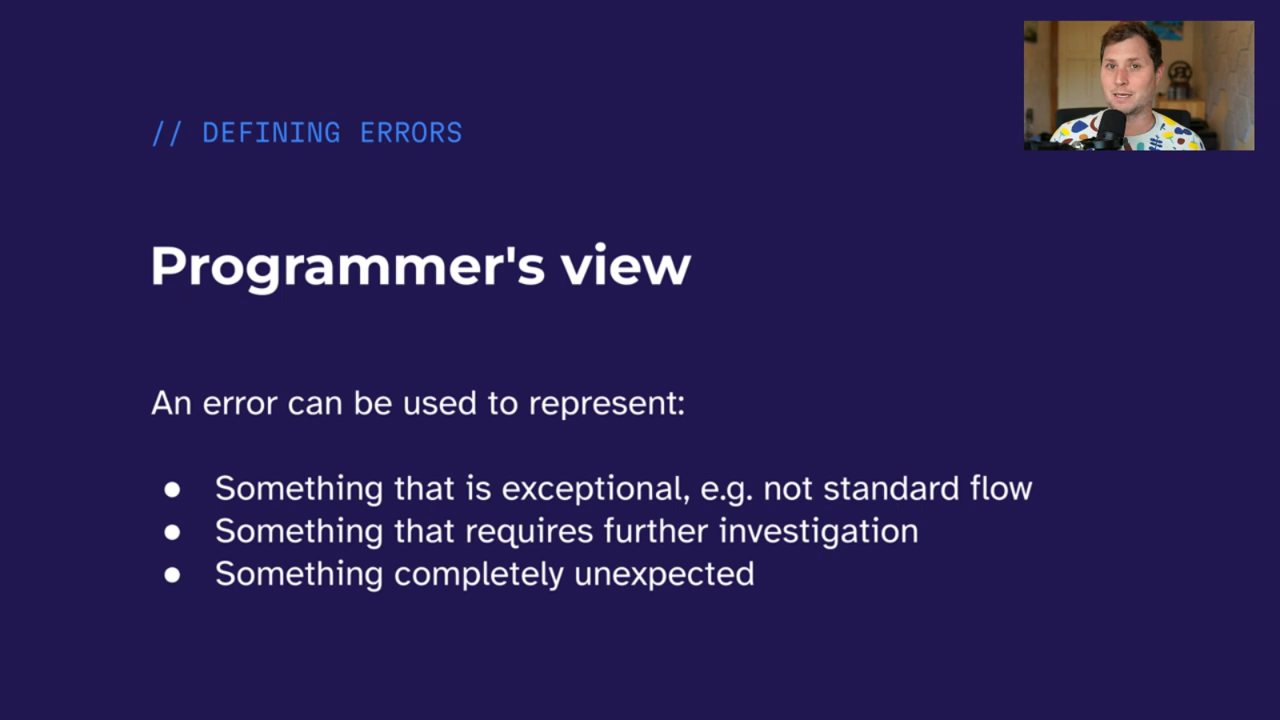 // DEFINING ERRORS
Programmer's view
An error can be used to represent:
● Something that is exceptional, e.g. not standard flow
● Something that requires further investigation
● Something completely unexpected